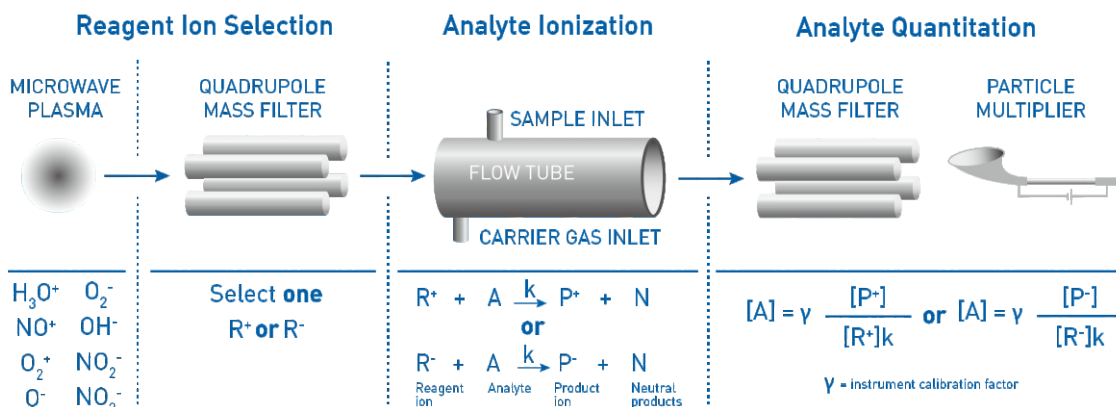 Reagent Ion Selection
MICROWAVE PLASMA
QUADRUPOLE MASS FILTER
H₃O⁺ O₂⁻
NO⁺ OH⁻
O₂⁺ NO₂⁻
O⁻ NO₃⁻
Select one
R⁺ or R⁻
Analyte Ionization
SAMPLE INLET
FLOW TUBE
CARRIER GAS INLET
R⁺ + A k→ P⁺ + N
or
R⁻ + A k→ P⁻ + N
Reagent ion Analyte Product ion Neutral products
Analyte Quantitation
QUADRUPOLE MASS FILTER
PARTICLE MULTIPLIER
[A] = γ [P⁺] / [R⁺]k or [A] = γ [P⁻] / [R⁻]k
γ = instrument calibration factor